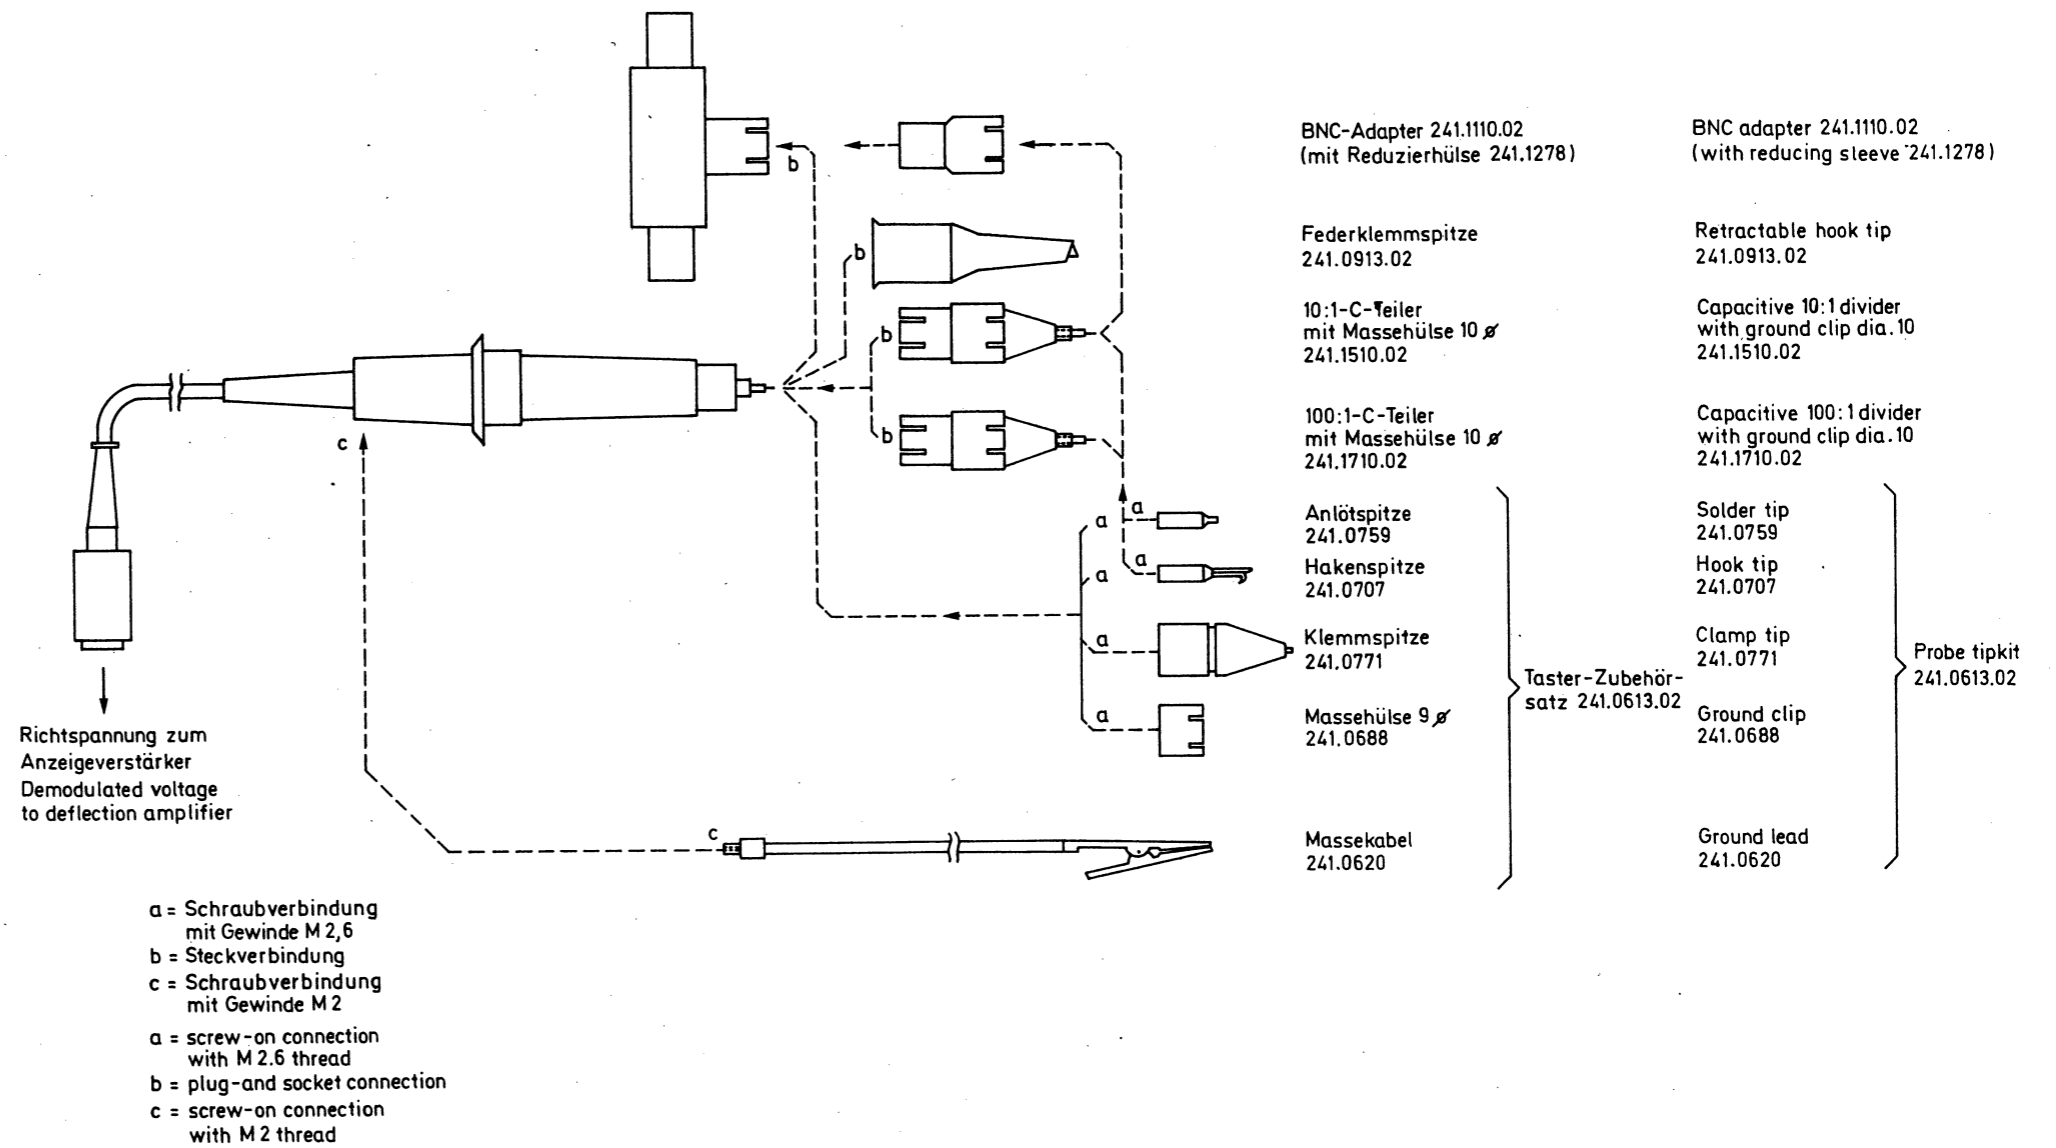 b
BNC-Adapter 241.1110.02
(mit Reduzierhülse 241.1278)
BNC adapter 241.1110.02
(with reducing sleeve 241.1278)
b
Federklemmspitze
241.0913.02
Retractable hook tip
241.0913.02
b
10:1-C-Teiler
mit Massehülse 10 ø
241.1510.02
Capacitive 10:1 divider
with ground clip dia. 10
241.1510.02
b
100:1-C-Teiler
mit Massehülse 10 ø
241.1710.02
Capacitive 100:1 divider
with ground clip dia. 10
241.1710.02
c
a
a
Anlötspitze
241.0759
Solder tip
241.0759
a
a
Hakenspitze
241.0707
Hook tip
241.0707
a
Klemmspitze
241.0771
Clamp tip
241.0771
Taster-Zubehör-
satz 241.0613.02
Probe tipkit
241.0613.02
a
Massehülse 9 ø
241.0688
Ground clip
241.0688
Richtspannung zum
Anzeigeverstärker
Demodulated voltage
to deflection amplifier
c
Massekabel
241.0620
Ground lead
241.0620
a = Schraubverbindung
mit Gewinde M 2,6
b = Steckverbindung
c = Schraubverbindung
mit Gewinde M 2
a = screw-on connection
with M 2.6 thread
b = plug-and socket connection
c = screw-on connection
with M 2 thread